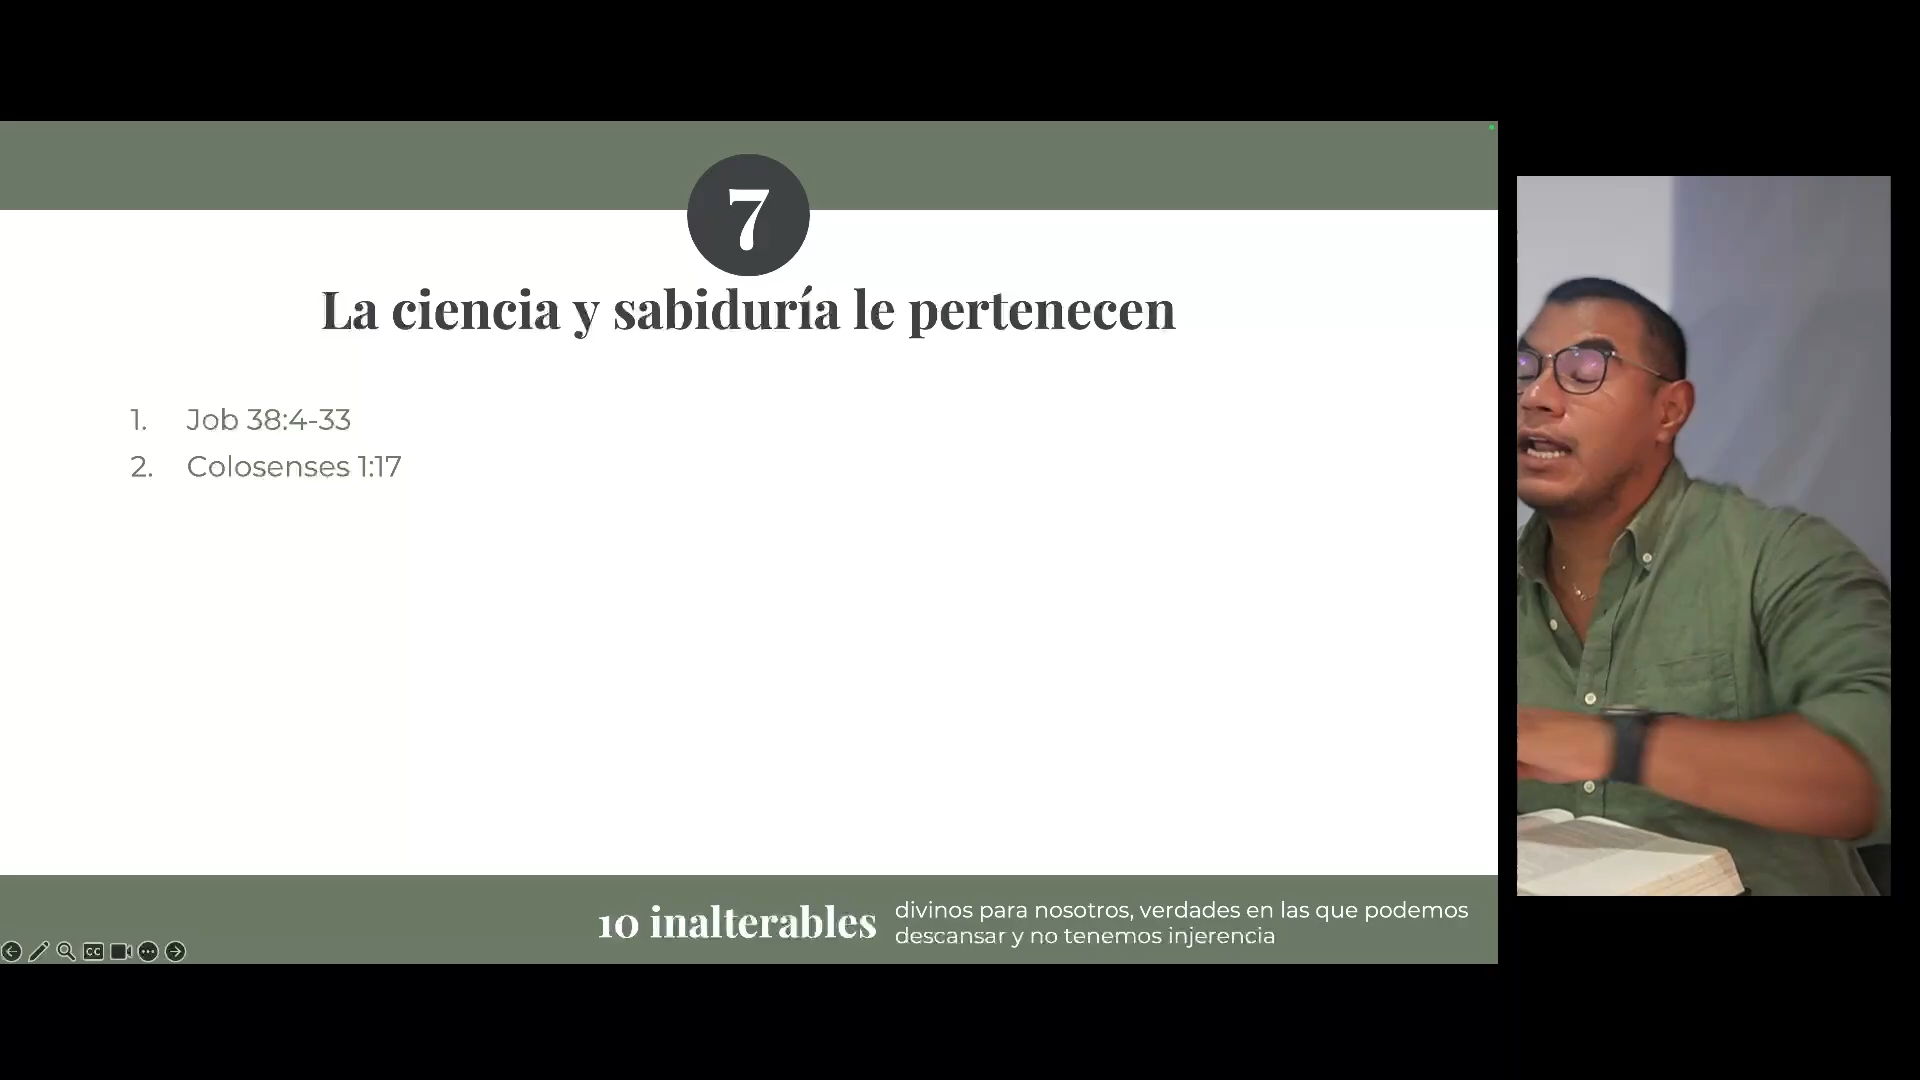 7
La ciencia y sabiduría le pertenecen
1. Job 38:4-33
2. Colosenses 1:17
10 inalterables
divinos para nosotros, verdades en las que podemos
descansar y no tenemos injerencia
CC